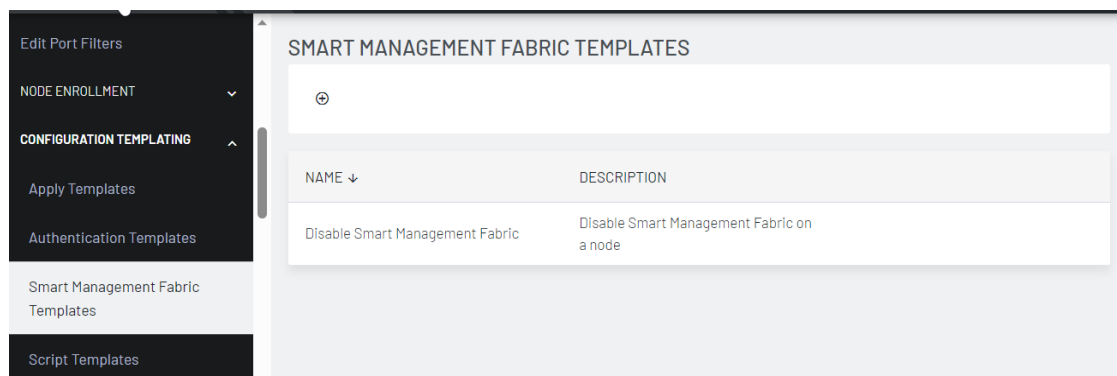 Edit Port Filters
NODE ENROLLMENT
CONFIGURATION TEMPLATING
Apply Templates
Authentication Templates
Smart Management Fabric
Templates
Script Templates
SMART MANAGEMENT FABRIC TEMPLATES
NAME ↓ DESCRIPTION
Disable Smart Management Fabric Disable Smart Management Fabric on
a node